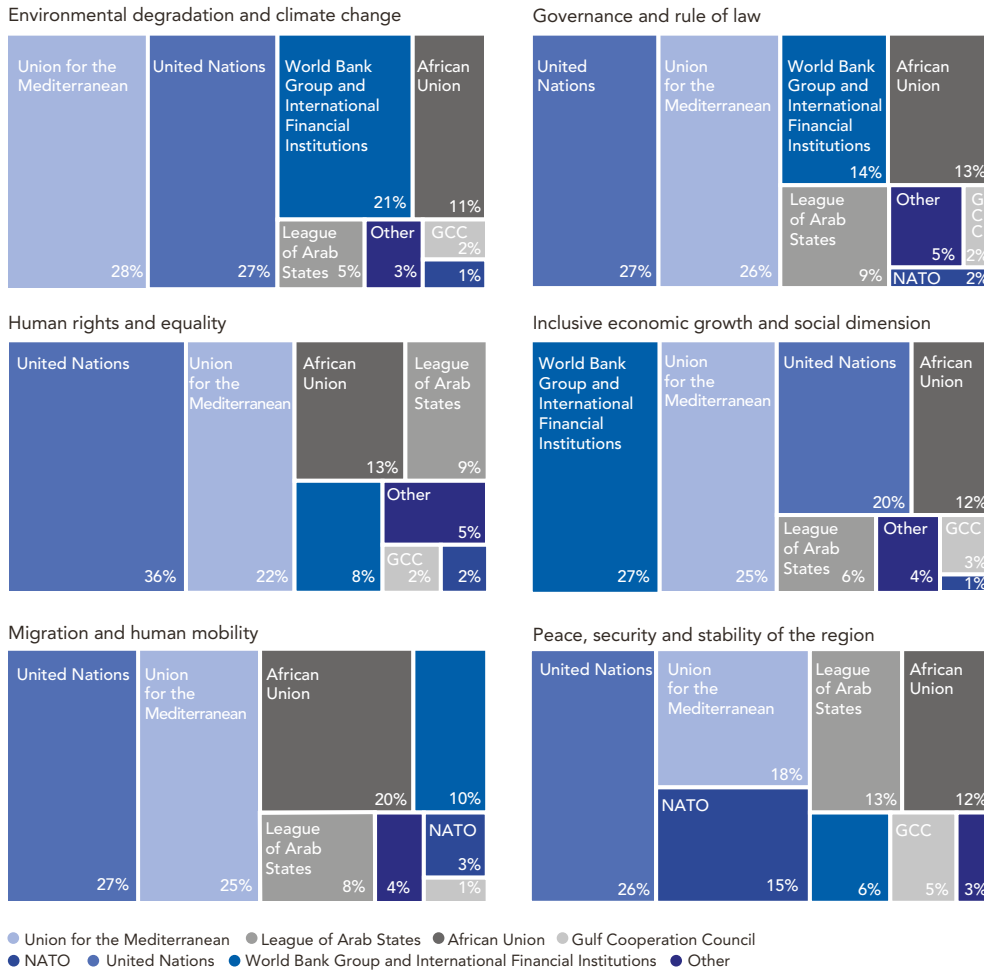 Environmental degradation and climate change
Union for the
Mediterranean
28%
United Nations
27%
World Bank
Group and
International
Financial
Institutions
21%
African
Union
11%
League
of Arab
States 5%
Other
3%
GCC
2%
1%
Governance and rule of law
United
Nations
27%
Union
for the
Mediterranean
26%
World Bank
Group and
International
Financial
Institutions
14%
African
Union
13%
League
of Arab
States
9%
Other
5%
G
C
C
2%
NATO 2%
Human rights and equality
United Nations
36%
Union
for the
Mediterranean
22%
African
Union
13%
League
of Arab
States
9%
8%
Other
5%
GCC
2%
2%
Inclusive economic growth and social dimension
World Bank
Group and
International
Financial
Institutions
27%
Union
for the
Mediterranean
25%
United Nations
20%
African
Union
12%
League
of Arab
States 6%
Other
4%
GCC
3%
1%
Migration and human mobility
United Nations
27%
Union
for the
Mediterranean
25%
African
Union
20%
10%
League
of Arab
States
8%
4%
NATO
3%
1%
Peace, security and stability of the region
United Nations
26%
Union
for the
Mediterranean
18%
NATO
15%
League
of Arab
States
13%
African
Union
12%
6%
GCC
5%
3%
Union for the Mediterranean League of Arab States African Union Gulf Cooperation Council
NATO United Nations World Bank Group and International Financial Institutions Other